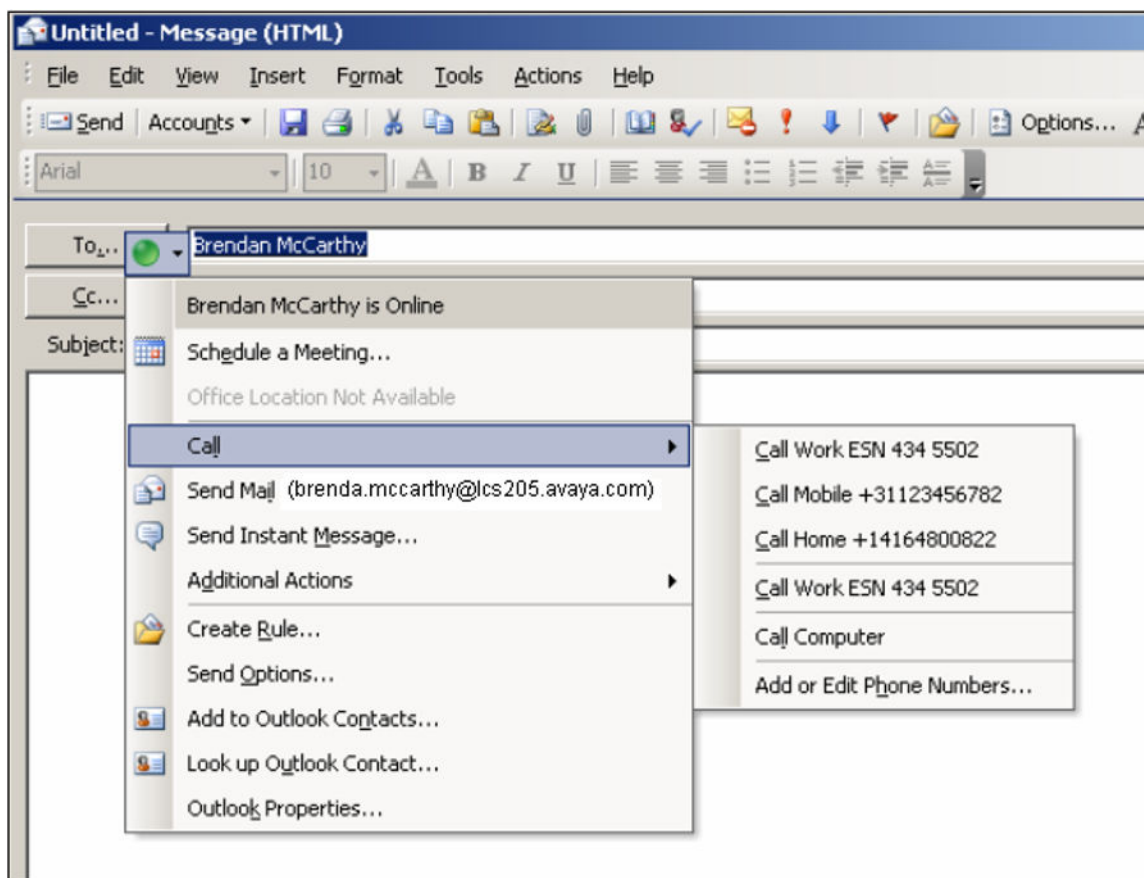 Untitled - Message (HTML)
File Edit View Insert Format Tools Actions Help
Send Accounts Options...
Arial 10 A B I U
To... Brendan McCarthy
Cc...
Subject:
Brendan McCarthy is Online
Schedule a Meeting...
Office Location Not Available
Call
Send Mail (brenda.mccarthy@lcs205.avaya.com)
Send Instant Message...
Additional Actions
Create Rule...
Send Options...
Add to Outlook Contacts...
Look up Outlook Contact...
Outlook Properties...
Call Work ESN 434 5502
Call Mobile +31123456782
Call Home +14164800822
Call Work ESN 434 5502
Call Computer
Add or Edit Phone Numbers...